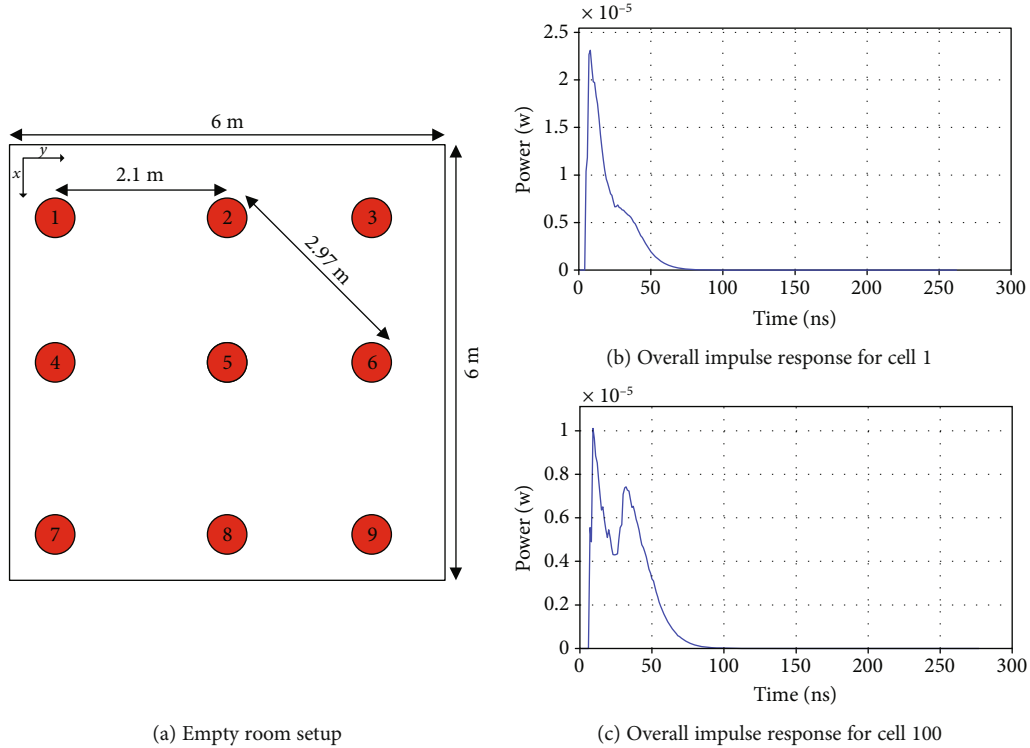 6 m
y
x
2.1 m
1
2
3
2.97 m
4
5
6
6 m
7
8
9
(a) Empty room setup
× 10⁻⁵
2.5
2
1.5
1
0.5
0
Power (w)
0 50 100 150 200 250 300
Time (ns)
(b) Overall impulse response for cell 1
× 10⁻⁵
1
0.8
0.6
0.4
0.2
0
Power (w)
0 50 100 150 200 250 300
Time (ns)
(c) Overall impulse response for cell 100